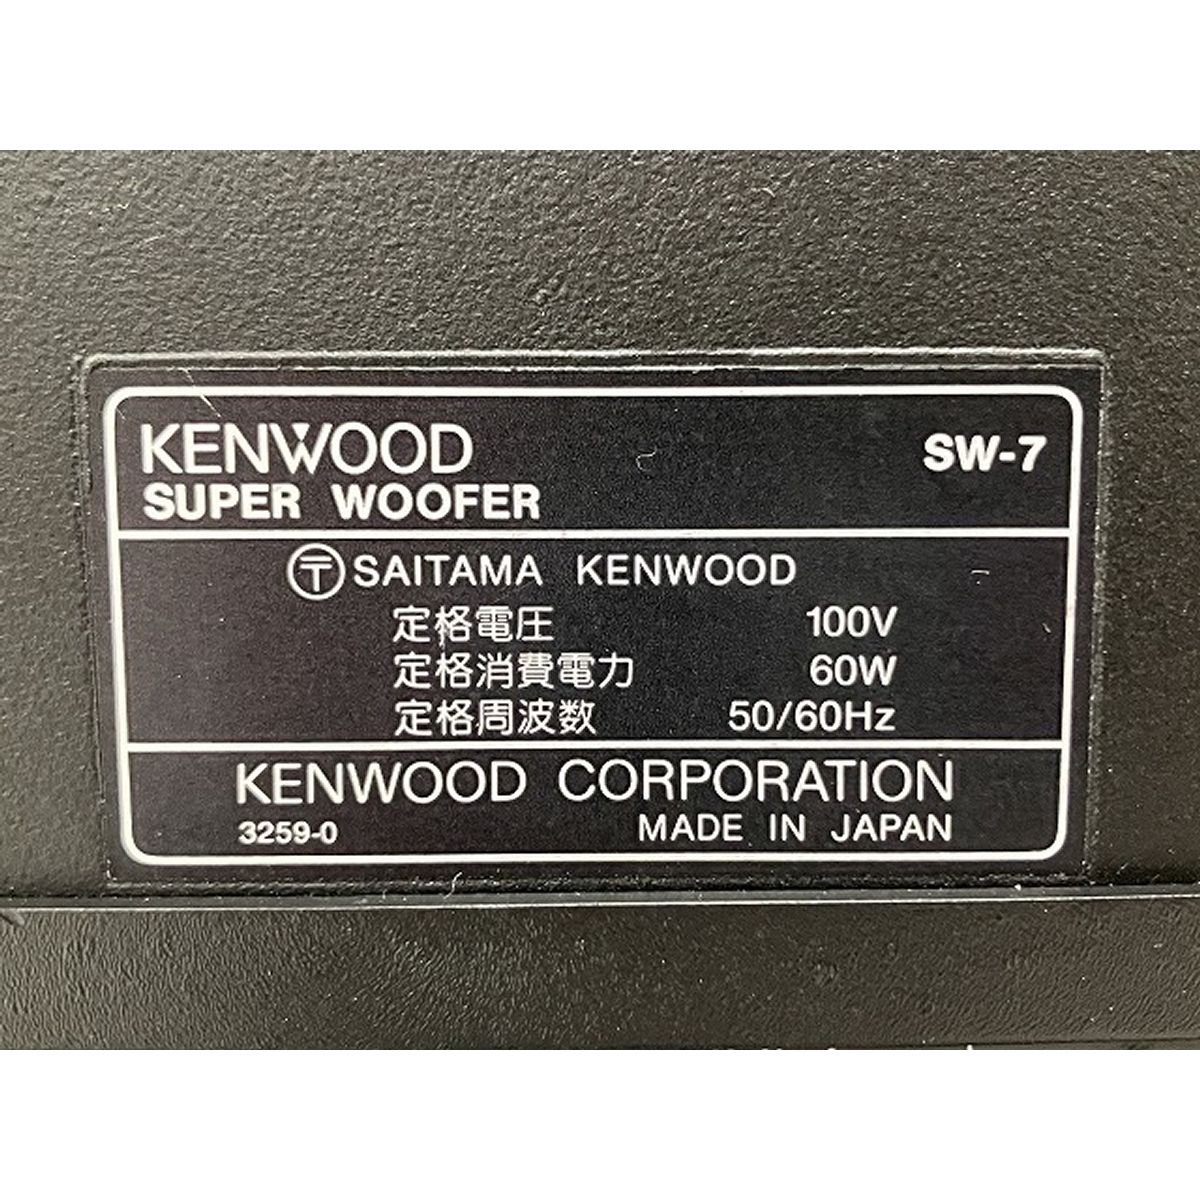 KENWOOD SW-7
SUPER WOOFER
〒 SAITAMA KENWOOD
定格電圧 100V
定格消費電力 60W
定格周波数 50/60Hz
KENWOOD CORPORATION
3259-0 MADE IN JAPAN